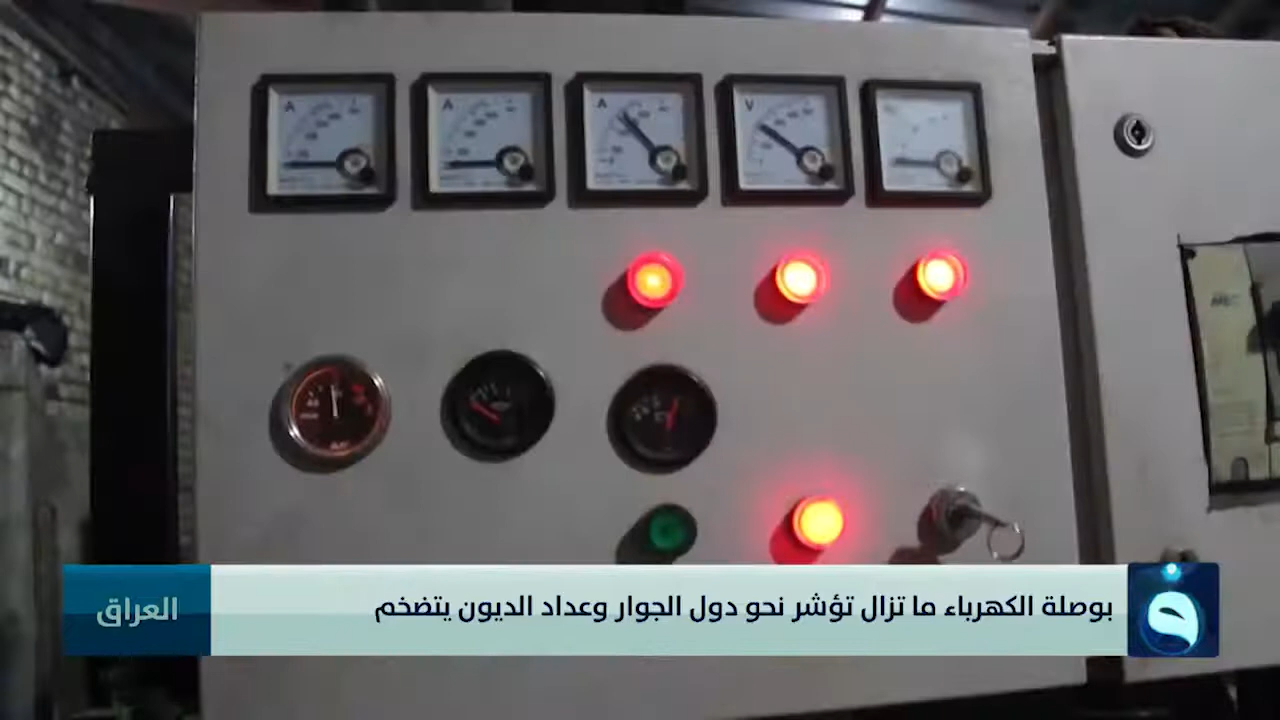 A
A
A
V
بوصلة الكهرباء ما تزال تؤشر نحو دول الجوار وعداد الديون يتضخم
العراق